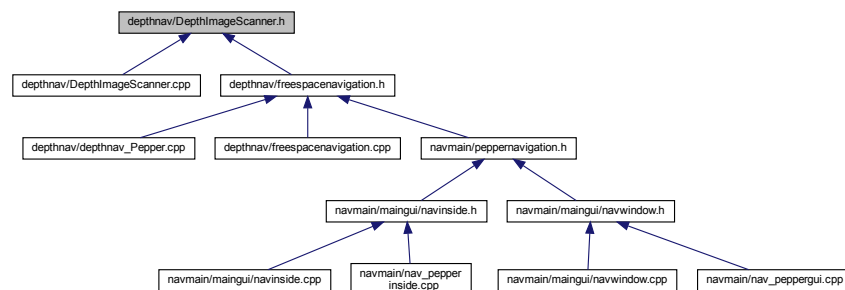 depthnav/DepthImageScanner.h
depthnav/DepthImageScanner.cpp
depthnav/freespacenavigation.h
depthnav/depthnav_Pepper.cpp
depthnav/freespacenavigation.cpp
navmain/peppernavigation.h
navmain/maingui/navinside.h
navmain/maingui/navwindow.h
navmain/maingui/navinside.cpp
navmain/nav_pepper
inside.cpp
navmain/maingui/navwindow.cpp
navmain/nav_peppergui.cpp